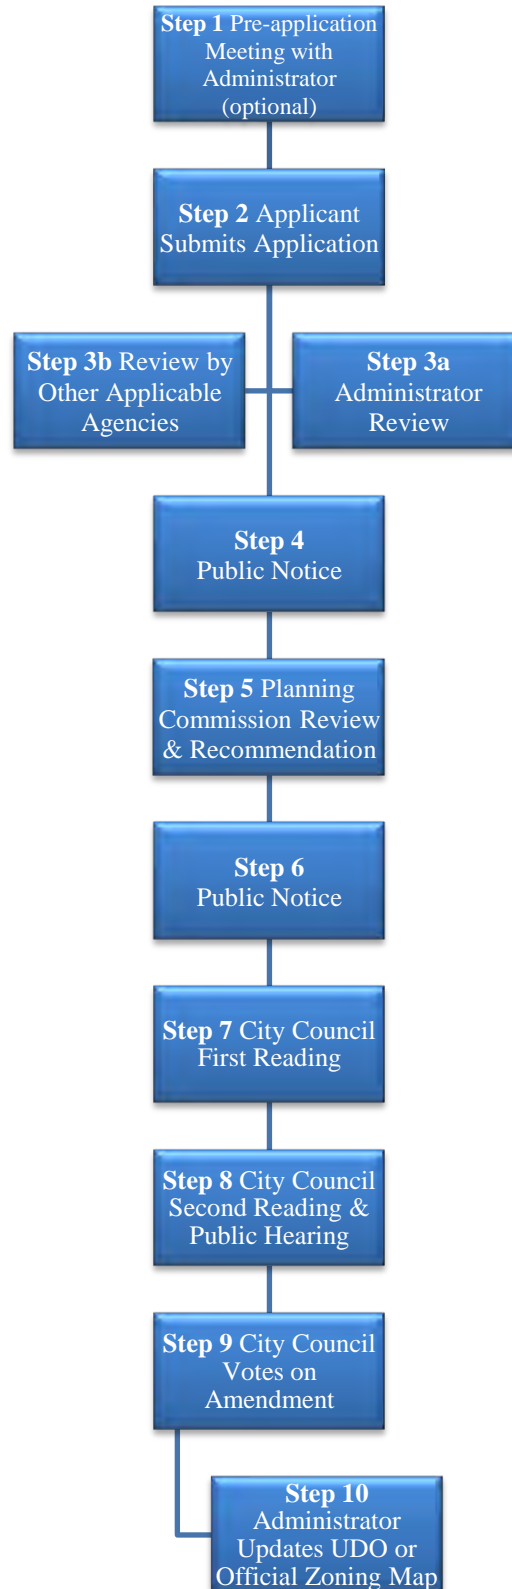 Step 1 Pre-application
Meeting with
Administrator
(optional)
Step 2 Applicant
Submits Application
Step 3b Review by
Other Applicable
Agencies
Step 3a
Administrator
Review
Step 4
Public Notice
Step 5 Planning
Commission Review
& Recommendation
Step 6
Public Notice
Step 7 City Council
First Reading
Step 8 City Council
Second Reading &
Public Hearing
Step 9 City Council
Votes on
Amendment
Step 10
Administrator
Updates UDO or
Official Zoning Map